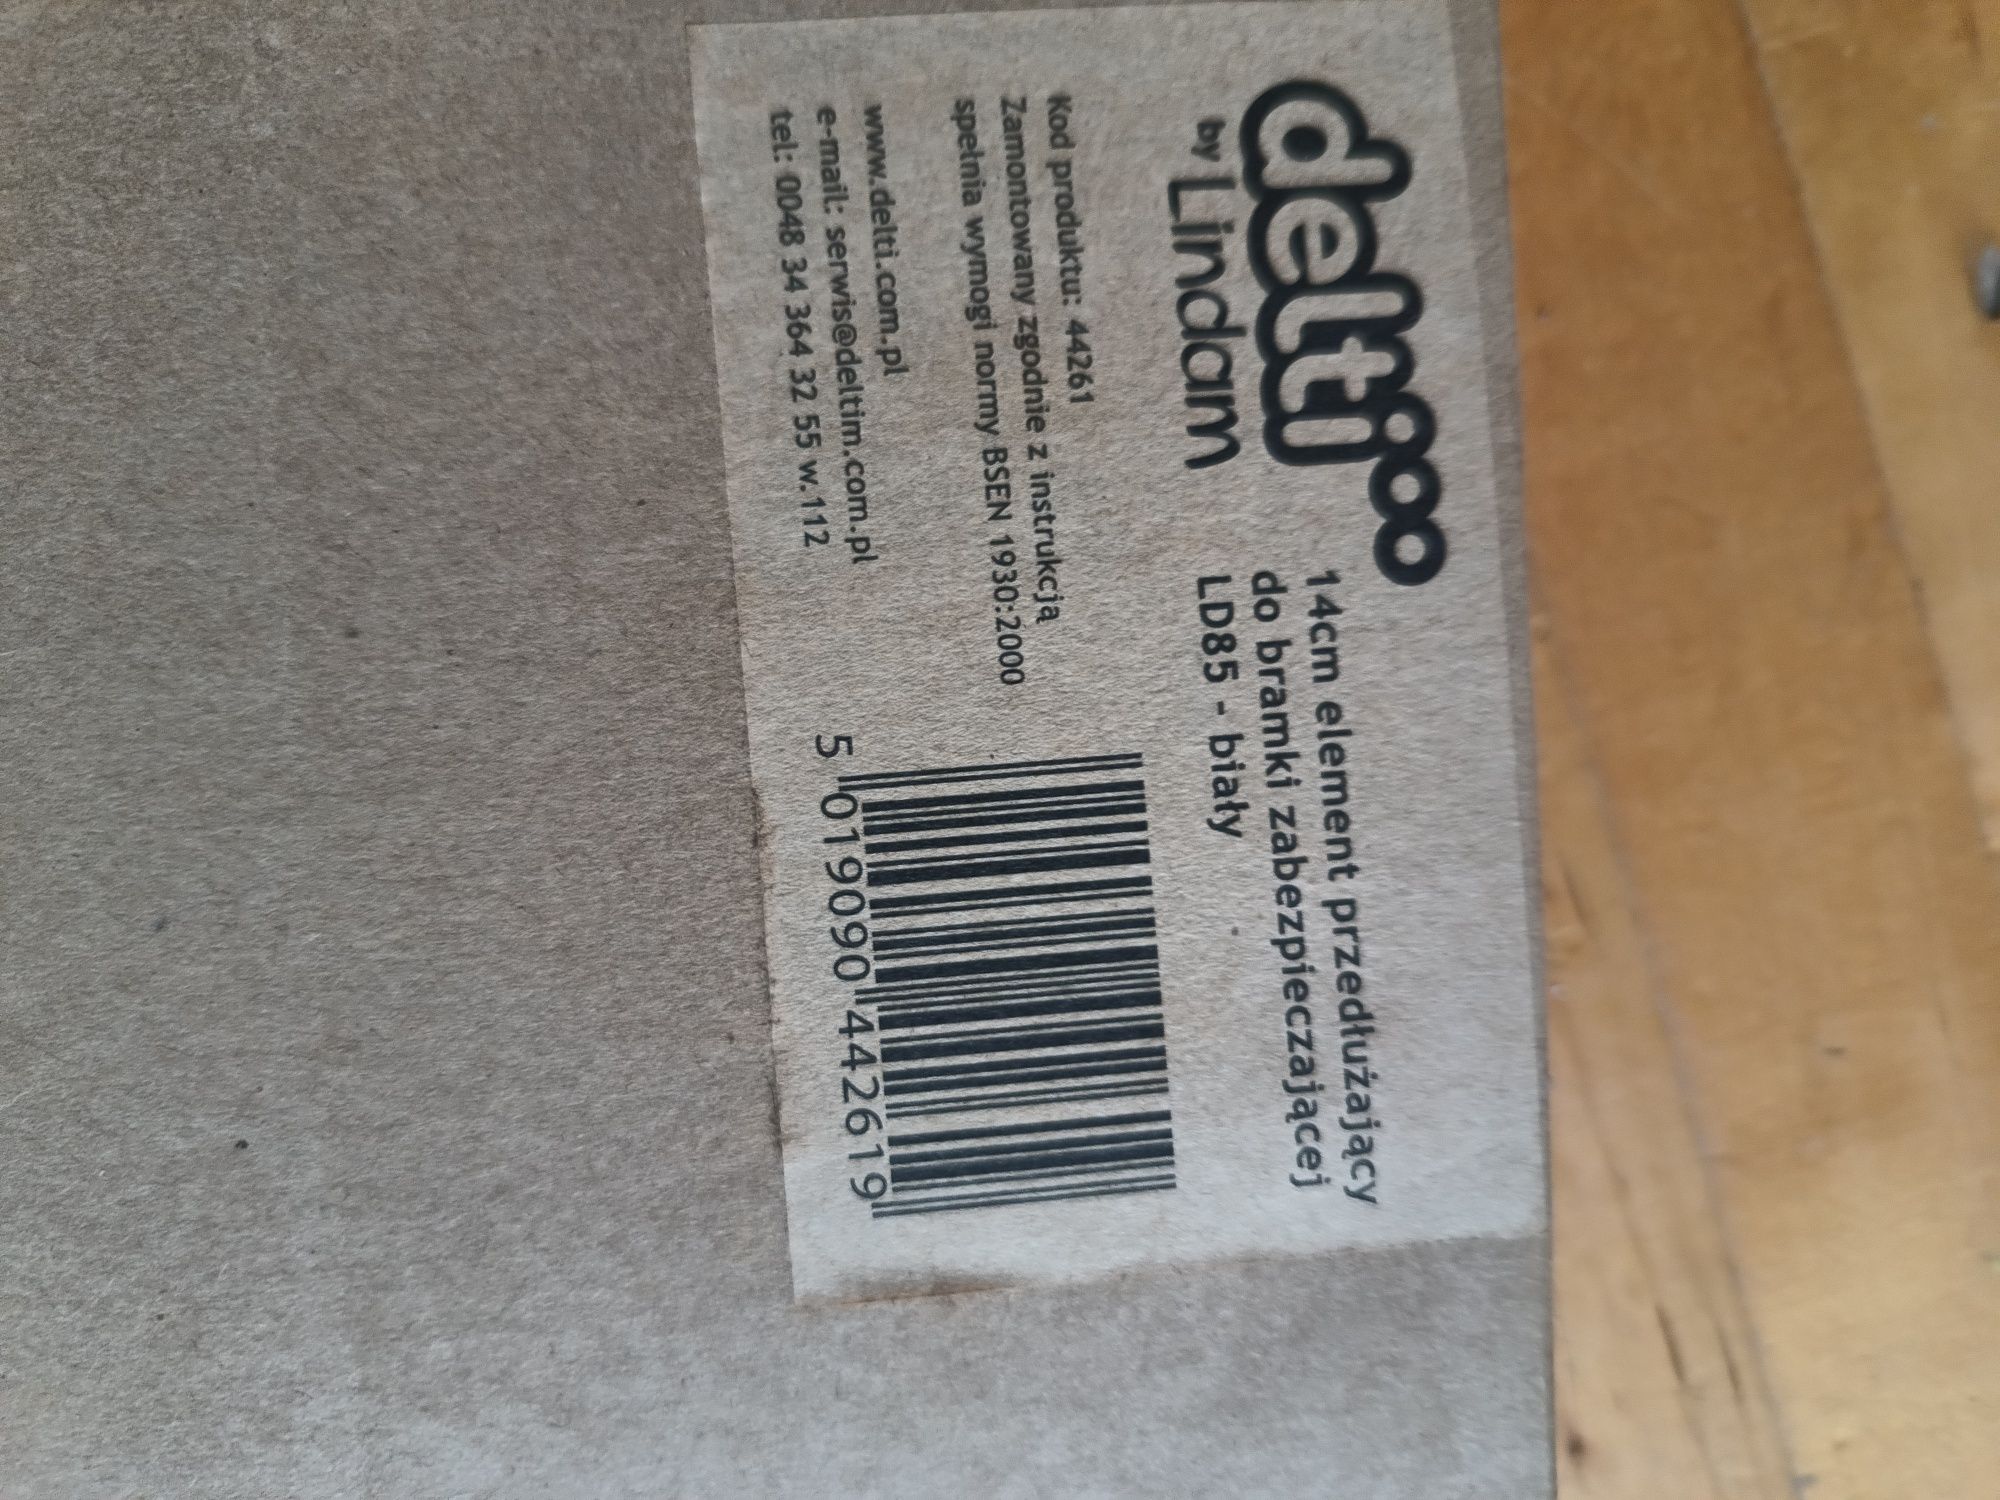 delti
by Lindam
14cm element przedłużający
do bramki zabezpieczającej
LD85 - biały
Kod produktu: 44261
Zamontowany zgodnie z instrukcją
spełnia wymogi normy BSEN 1930:2000
www.delti.com.pl
e-mail: serwis@deltim.com.pl
tel: 0048 34 364 32 55 w.112
5 019090 442619